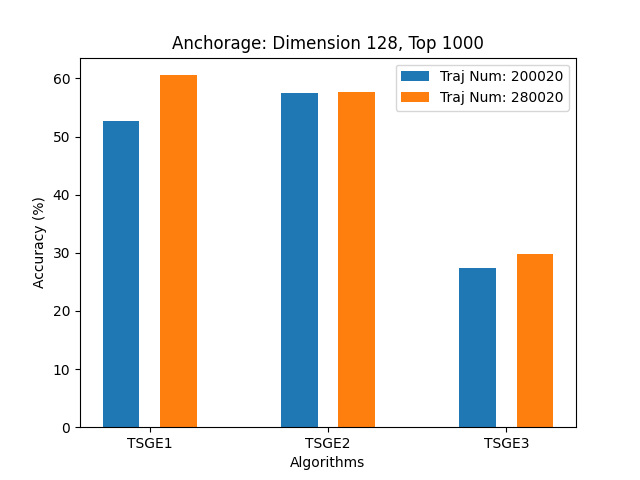 Anchorage: Dimension 128, Top 1000
Traj Num: 200020
Traj Num: 280020
60
50
40
30
20
10
0
Accuracy (%)
TSGE1 TSGE2 TSGE3
Algorithms